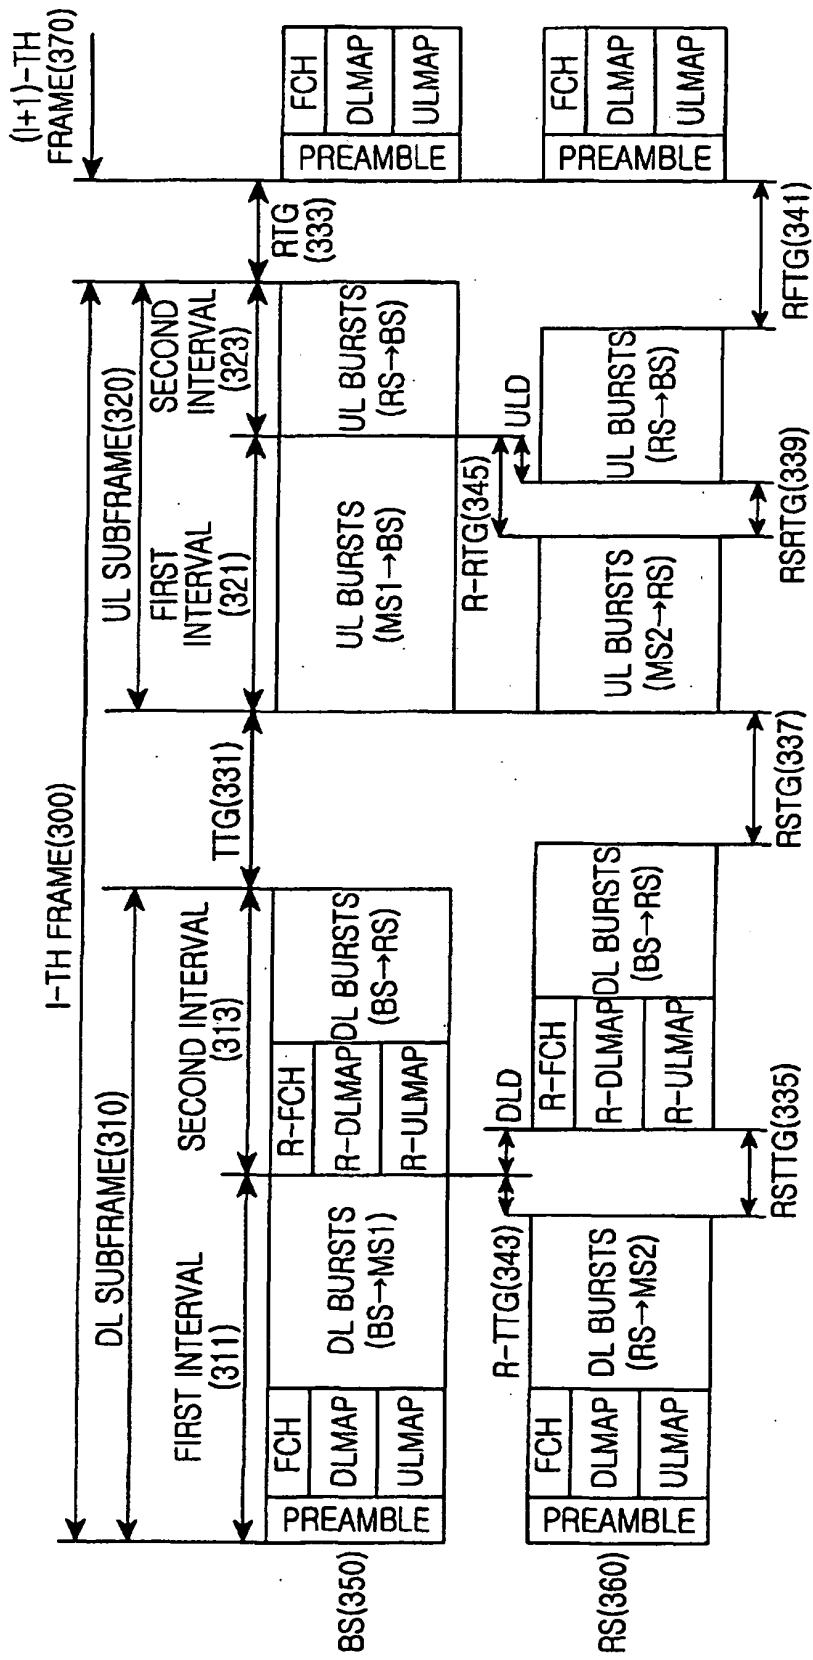 I-TH FRAME(300)
(I+1)-TH
FRAME(370)
DL SUBFRAME(310)
UL SUBFRAME(320)
FIRST INTERVAL
(311)
SECOND INTERVAL
(313)
TTG(331)
FIRST
INTERVAL
(321)
SECOND
INTERVAL
(323)
RTG
(333)
BS(350)
PREAMBLE
FCH
DLMAP
ULMAP
DL BURSTS
(BS→MS1)
R-FCH
R-DLMAP
R-ULMAP
DL BURSTS
(BS→RS)
UL BURSTS
(MS1→BS)
UL BURSTS
(RS→BS)
PREAMBLE
FCH
DLMAP
ULMAP
R-TTG(343)
DLD
R-RTG(345)
ULD
RS(360)
PREAMBLE
FCH
DLMAP
ULMAP
DL BURSTS
(RS→MS2)
R-FCH
R-DLMAP
R-ULMAP
DL BURSTS
(BS→RS)
UL BURSTS
(MS2→RS)
UL BURSTS
(RS→BS)
PREAMBLE
FCH
DLMAP
ULMAP
RSTTG(335)
RSTG(337)
RSRTG(339)
RFTG(341)